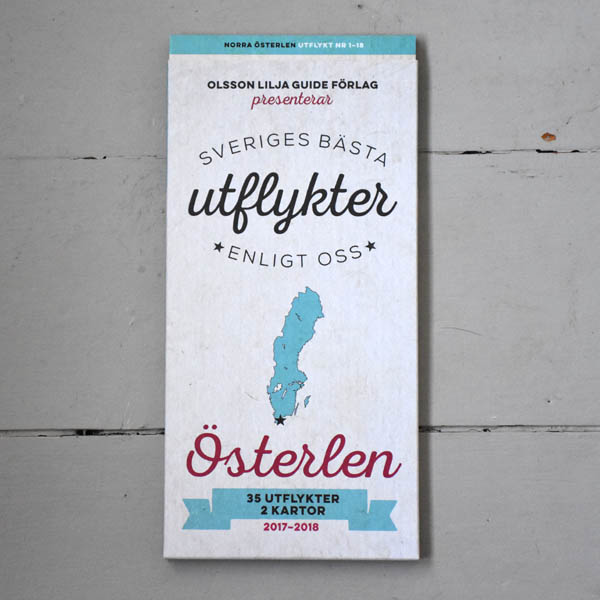 NORRA ÖSTERLEN UTFLYKT NR 1–18
OLSSON LILJA GUIDE FÖRLAG
presenterar
SVERIGES BÄSTA
utflykter
★ENLIGT OSS★
Österlen
35 UTFLYKTER
2 KARTOR
2017–2018